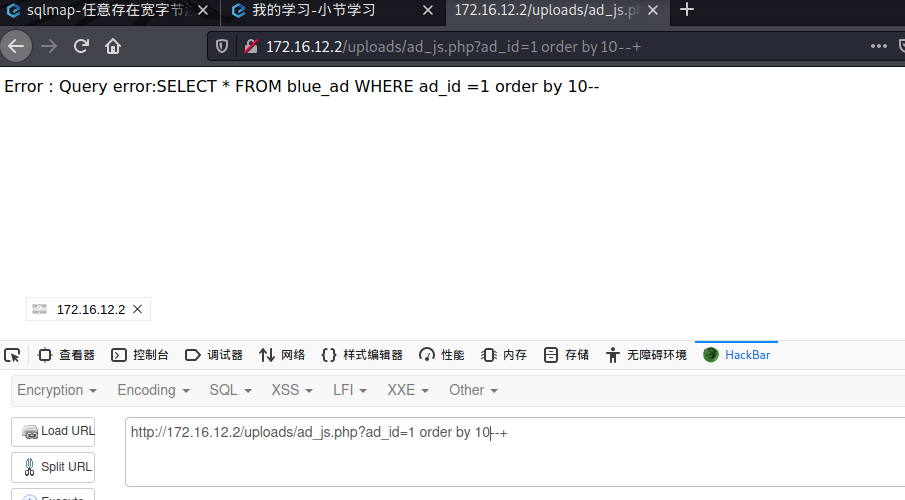 sqlmap-任意存在宽字节注
我的学习-小节学习
172.16.12.2/uploads/ad_js.ph
172.16.12.2/uploads/ad_js.php?ad_id=1 order by 10--+
Error : Query error:SELECT * FROM blue_ad WHERE ad_id =1 order by 10--
172.16.12.2
查看器 控制台 调试器 网络 样式编辑器 性能 内存 存储 无障碍环境 HackBar
Encryption Encoding SQL XSS LFI XXE Other
Load URL
http://172.16.12.2/uploads/ad_js.php?ad_id=1 order by 10--+
Split URL
Execute